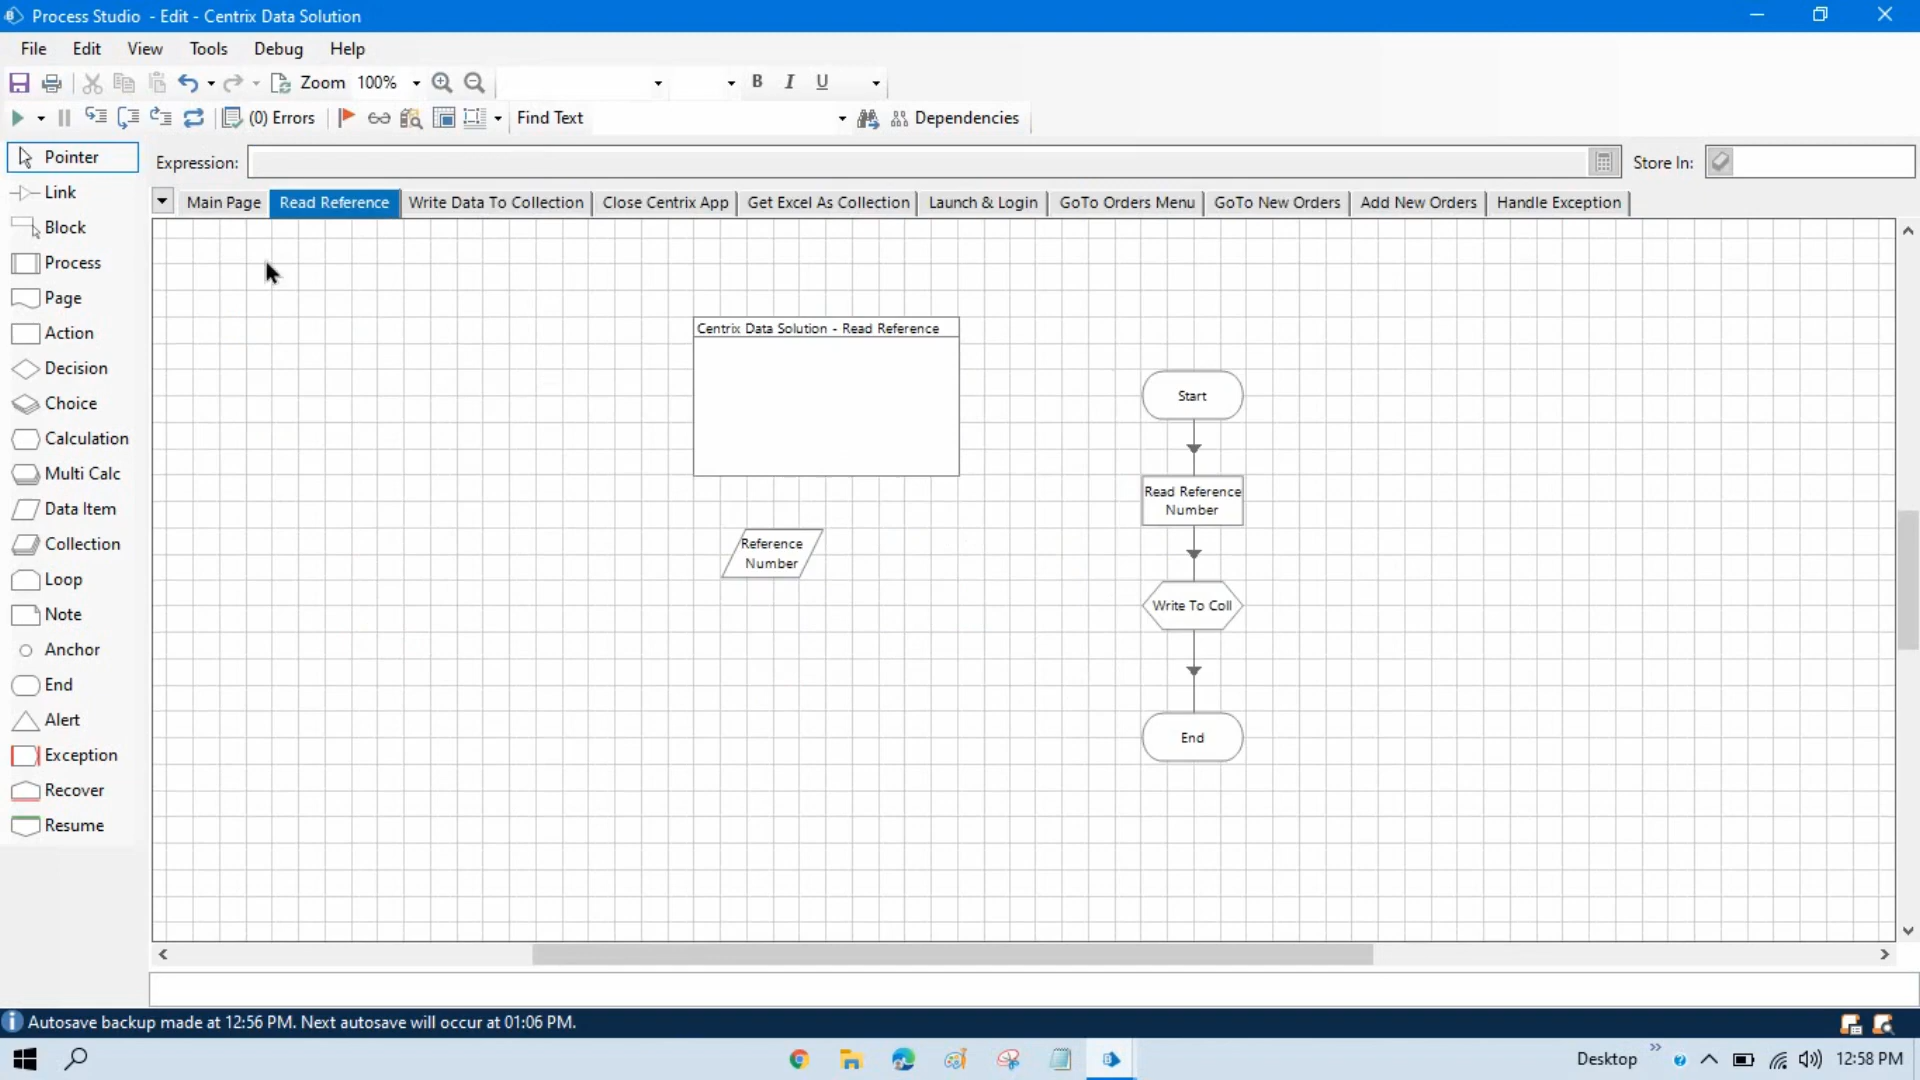 Process Studio - Edit - Centrix Data Solution
File Edit View Tools Debug Help
Zoom 100% B I U
(0) Errors Find Text Dependencies
Pointer
Link
Block
Process
Page
Action
Decision
Choice
Calculation
Multi Calc
Data Item
Collection
Loop
Note
Anchor
End
Alert
Exception
Recover
Resume
Expression: Store In:
Main Page Read Reference Write Data To Collection Close Centrix App Get Excel As Collection Launch & Login GoTo Orders Menu GoTo New Orders Add New Orders Handle Exception
Centrix Data Solution - Read Reference
Reference
Number
Start
Read Reference
Number
Write To Coll
End
Autosave backup made at 12:56 PM. Next autosave will occur at 01:06 PM.
Desktop 12:58 PM